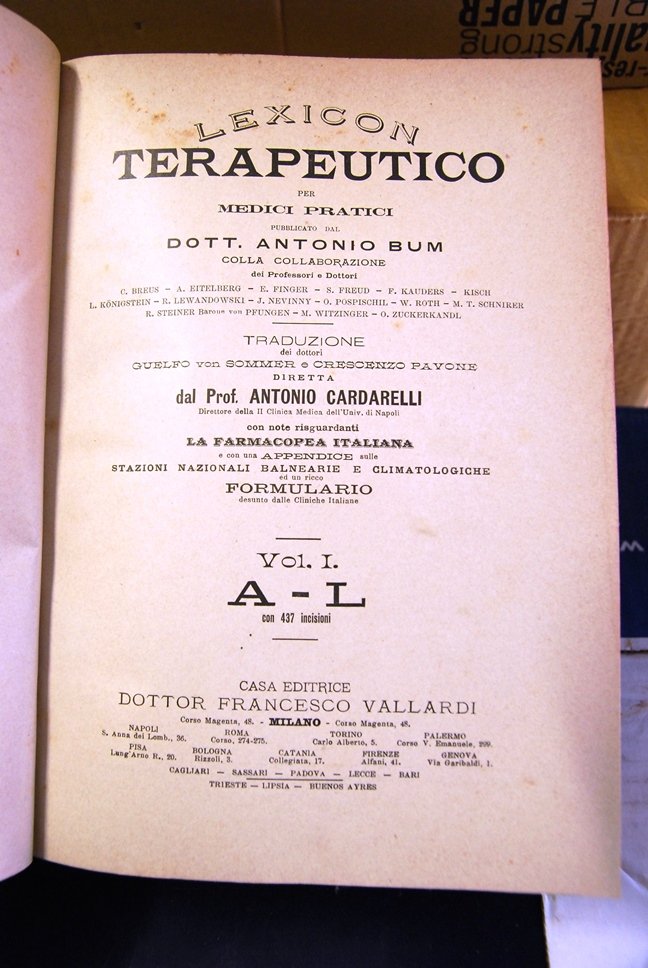 BLE PAPER
alitystrong
r-resp
LEXICON
TERAPEUTICO
PER
MEDICI PRATICI
PUBBLICATO DAL
DOTT. ANTONIO BUM
COLLA COLLABORAZIONE
dei Professori e Dottori
C. BREUS – A. EITELBERG – E. FINGER – S. FREUD – F. KAUDERS – KISCH
L. KÖNIGSTEIN – R. LEWANDOWSKI – J. NEVINNY – O. POSPISCHIL – W. ROTH – M. T. SCHNIRER
R. STEINER Barone von PFUNGEN – M. WITZINGER – O. ZUCKERKANDL
TRADUZIONE
dei dottori
GUELFO von SOMMER e CRESCENZO PAVONE
DIRETTA
dal Prof. ANTONIO CARDARELLI
Direttore della II Clinica Medica dell'Univ. di Napoli
con note risguardanti
LA FARMACOPEA ITALIANA
e con una APPENDICE sulle
STAZIONI NAZIONALI BALNEARIE E CLIMATOLOGICHE
ed un ricco
FORMULARIO
desunto dalle Cliniche Italiane
Vol. I.
A - L
con 437 incisioni
CASA EDITRICE
DOTTOR FRANCESCO VALLARDI
Corso Magenta, 48. - MILANO - Corso Magenta, 48.
NAPOLI ROMA TORINO PALERMO
S. Anna dei Lomb., 36. Corso, 274-275. Carlo Alberto, 5. Corso V. Emanuele, 299.
PISA BOLOGNA CATANIA FIRENZE GENOVA
Lung'Arno R., 20. Rizzoli, 3. Collegiata, 17. Alfani, 41. Via Garibaldi, 1.
CAGLIARI – SASSARI – PADOVA – LECCE – BARI
TRIESTE – LIPSIA – BUENOS AYRES